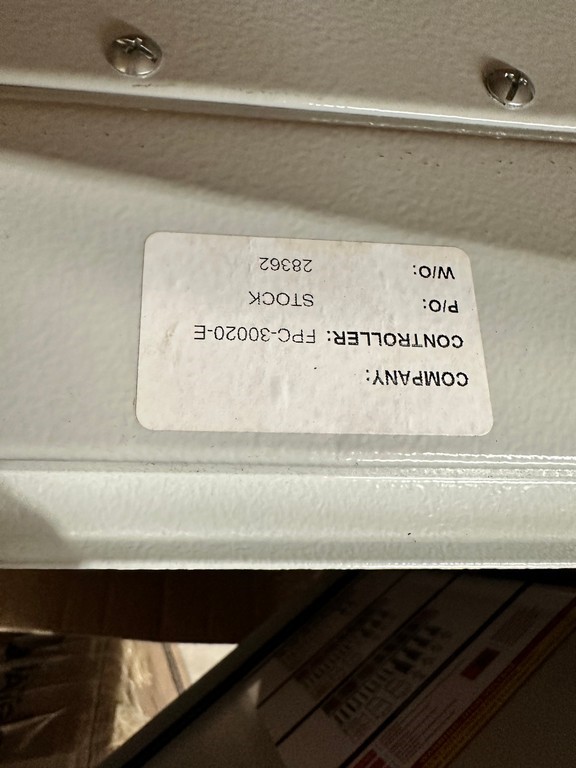 COMPANY:
CONTROLLER: FPC-30020-E
P/O: STOCK
W/O: 28362